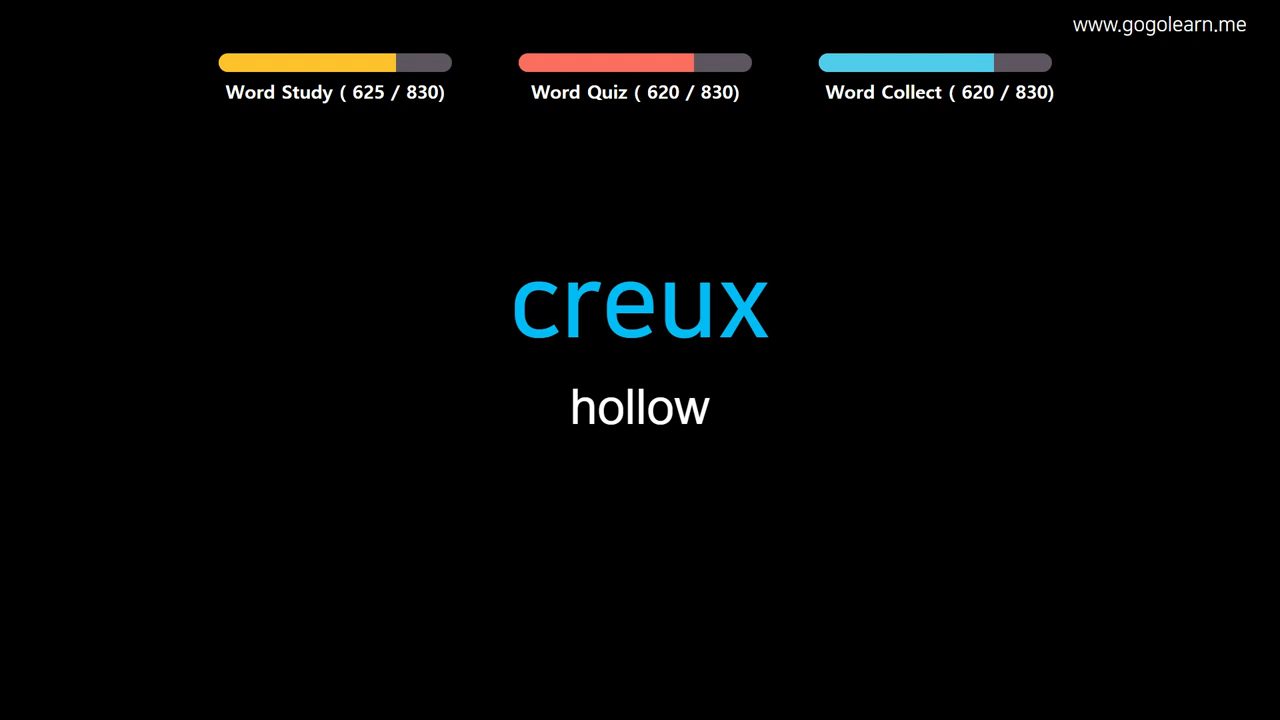 www.gogolearn.me
Word Study ( 625 / 830)
Word Quiz ( 620 / 830)
Word Collect ( 620 / 830)
creux
hollow